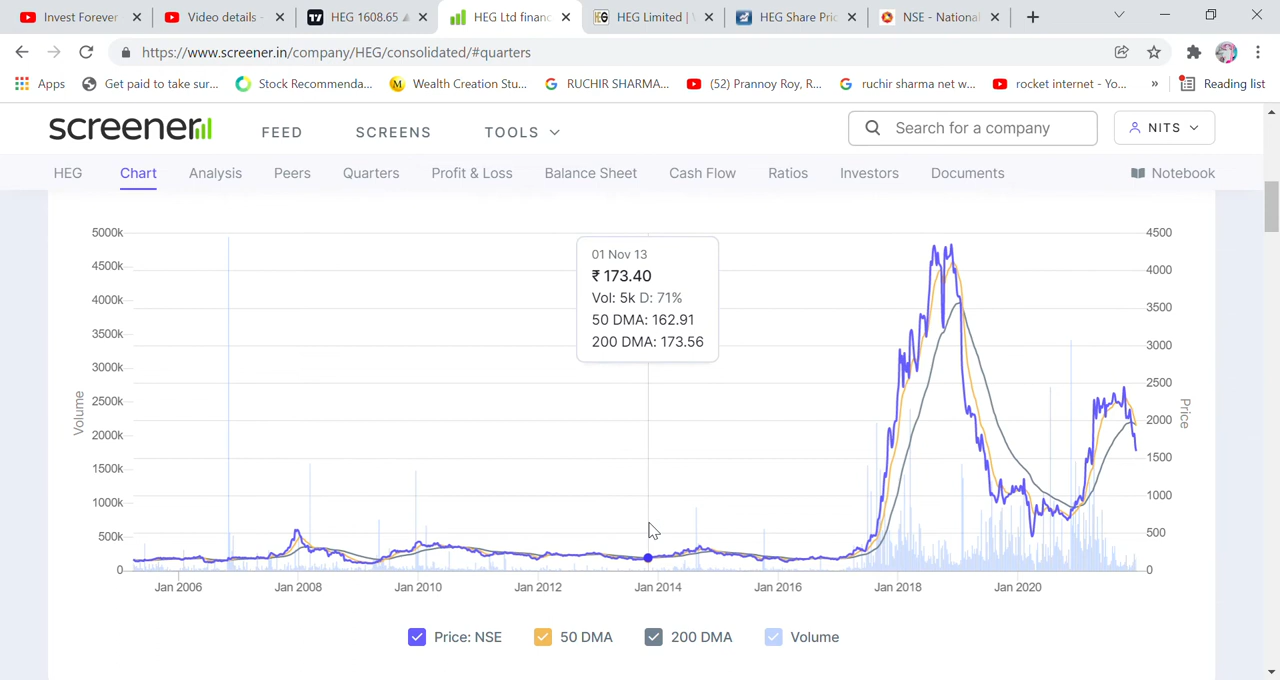 Invest Forever
Video details -
HEG 1608.65
HEG Ltd financ
HEG Limited |
HEG Share Pric
NSE - National
https://www.screener.in/company/HEG/consolidated/#quarters
Apps
Get paid to take sur...
Stock Recommenda...
Wealth Creation Stu...
RUCHIR SHARMA...
(52) Prannoy Roy, R...
ruchir sharma net w...
rocket internet - Yo...
»
Reading list
screener
FEED
SCREENS
TOOLS
Search for a company
NITS
HEG
Chart
Analysis
Peers
Quarters
Profit & Loss
Balance Sheet
Cash Flow
Ratios
Investors
Documents
Notebook
5000k
4500k
4000k
3500k
3000k
2500k
2000k
1500k
1000k
500k
0
Volume
01 Nov 13
₹ 173.40
Vol: 5k D: 71%
50 DMA: 162.91
200 DMA: 173.56
4500
4000
3500
3000
2500
2000
1500
1000
500
0
Price
Jan 2006
Jan 2008
Jan 2010
Jan 2012
Jan 2014
Jan 2016
Jan 2018
Jan 2020
Price: NSE
50 DMA
200 DMA
Volume